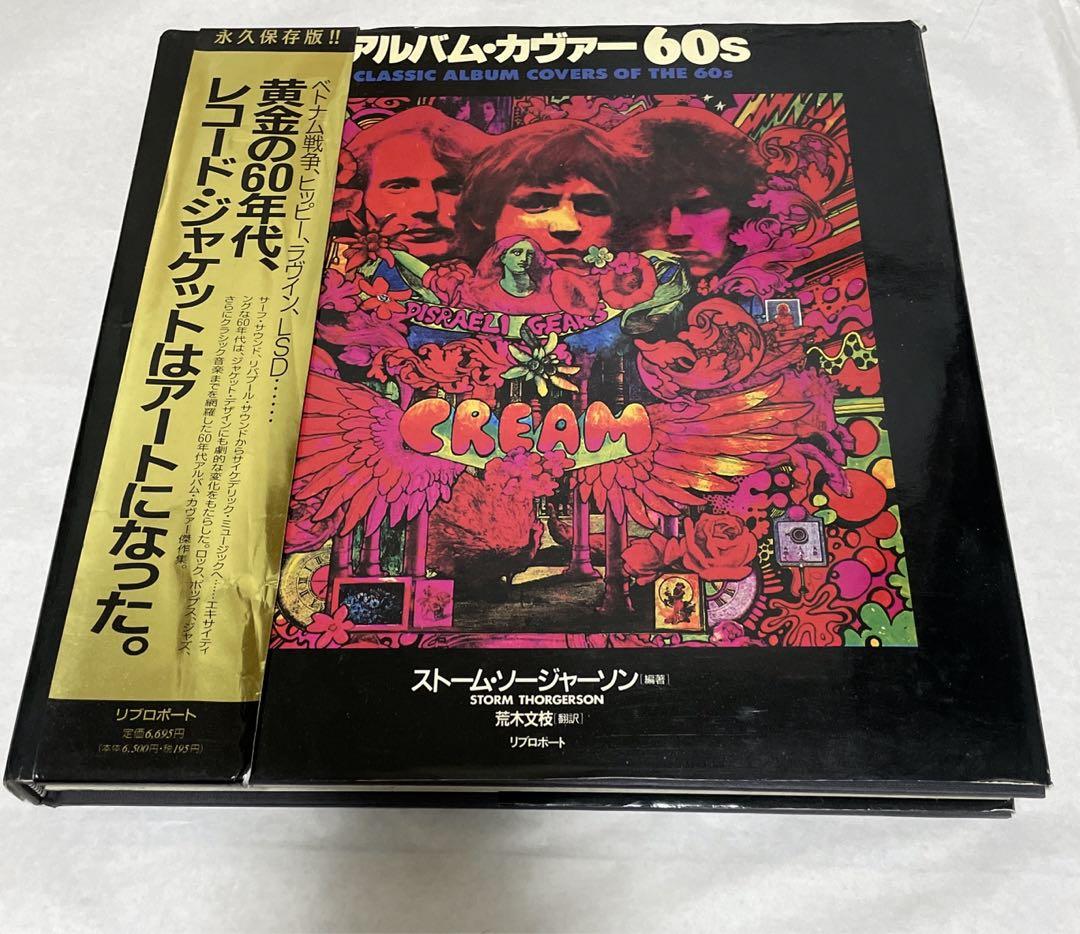 永久保存版!!
ベトナム戦争、ヒッピー、ラヴィン、LSD……
黄金の60年代、
レコード・ジャケットはアートになった。
サーフ・サウンド、リバプール・サウンドからサイケデリック・ミュージックへ……エキサイティ
ングな60年代は、ジャケット・デザインにも劇的な変化をもたらした。ロック、ポップス、ジャズ、
さらにクラシック音楽までを網羅した60年代アルバム・カヴァー傑作集。
リブロポート
定価6,695円
(本体6,500円・税195円)
アルバム・カヴァー60s
CLASSIC ALBUM COVERS OF THE 60s
DISRAELI GEARS
CREAM
ストーム・ソージャーソン[編著]
STORM THORGERSON
荒木文枝[翻訳]
リブロポート